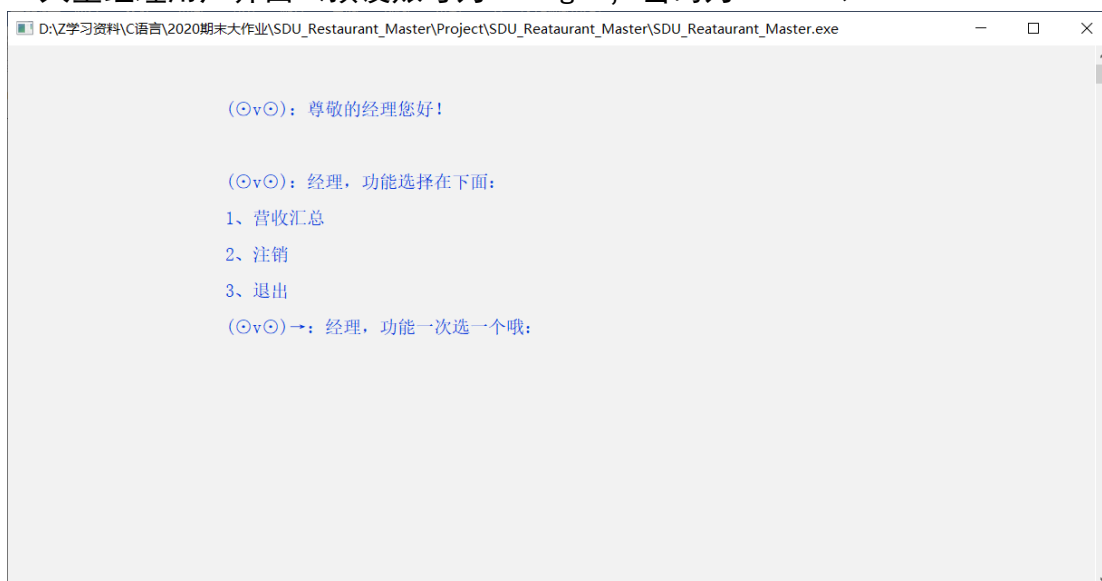 D:\Z学习资料\C语言\2020期末大作业\SDU_Restaurant_Master\Project\SDU_Reataurant_Master\SDU_Reataurant_Master.exe
(⊙v⊙)：尊敬的经理您好！
(⊙v⊙)：经理，功能选择在下面：
1、营收汇总
2、注销
3、退出
(⊙v⊙)→：经理，功能一次选一个哦：